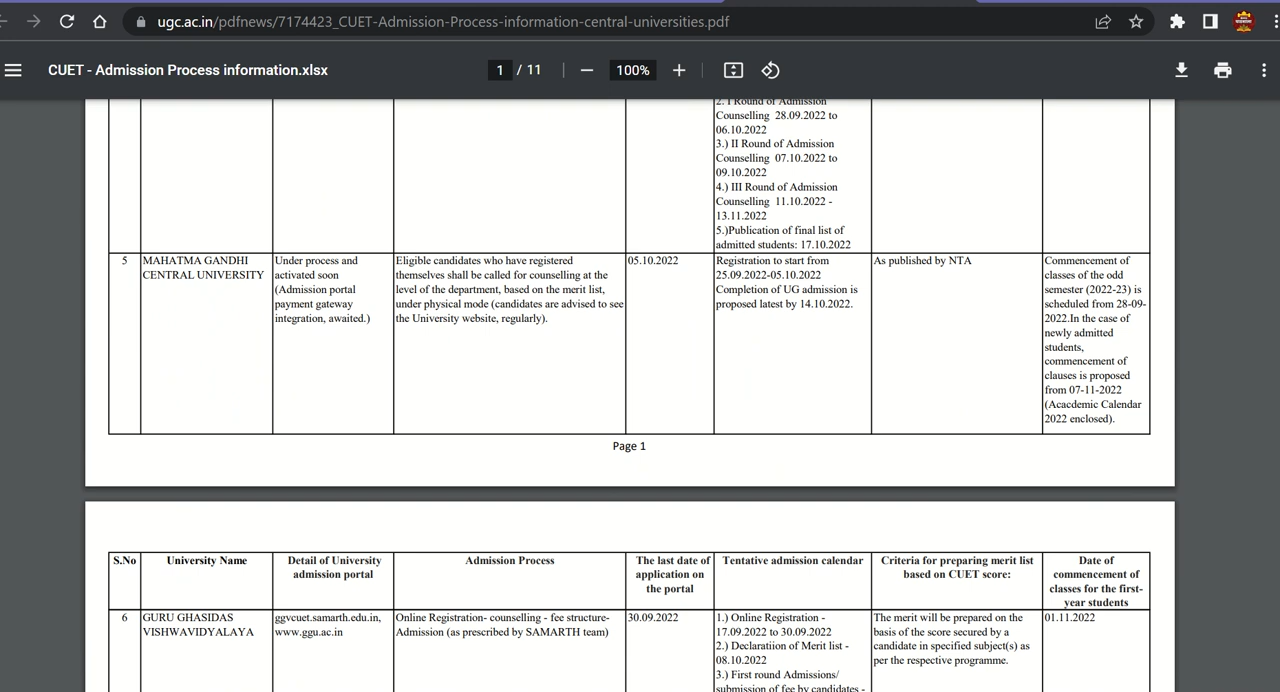 ugc.ac.in/pdfnews/7174423_CUET-Admission-Process-information-central-universities.pdf
CUET - Admission Process information.xlsx
1 / 11
100%
2. I Round of Admission
Counselling 28.09.2022 to
06.10.2022
3.) II Round of Admission
Counselling 07.10.2022 to
09.10.2022
4.) III Round of Admission
Counselling 11.10.2022 -
13.11.2022
5.)Publication of final list of
admitted students: 17.10.2022
5
MAHATMA GANDHI
CENTRAL UNIVERSITY
Under process and
activated soon
(Admission portal
payment gateway
integration, awaited.)
Eligible candidates who have registered
themselves shall be called for counselling at the
level of the department, based on the merit list,
under physical mode (candidates are advised to see
the University website, regularly).
05.10.2022
Registration to start from
25.09.2022-05.10.2022
Completion of UG admission is
proposed latest by 14.10.2022.
As published by NTA
Commencement of
classes of the odd
semester (2022-23) is
scheduled from 28-09-
2022.In the case of
newly admitted
students,
commencement of
clauses is proposed
from 07-11-2022
(Acacdemic Calendar
2022 enclosed).
Page 1
S.No
University Name
Detail of University
admission portal
Admission Process
The last date of
application on
the portal
Tentative admission calendar
Criteria for preparing merit list
based on CUET score:
Date of
commencement of
classes for the first-
year students
6
GURU GHASIDAS
VISHWAVIDYALAYA
ggvcuet.samarth.edu.in,
www.ggu.ac.in
Online Registration- counselling - fee structure-
Admission (as prescribed by SAMARTH team)
30.09.2022
1.) Online Registration -
17.09.2022 to 30.09.2022
2.) Declaratiion of Merit list -
08.10.2022
3.) First round Admissions/
submission of fee by candidates -
The merit will be prepared on the
basis of the score secured by a
candidate in specified subject(s) as
per the respective programme.
01.11.2022